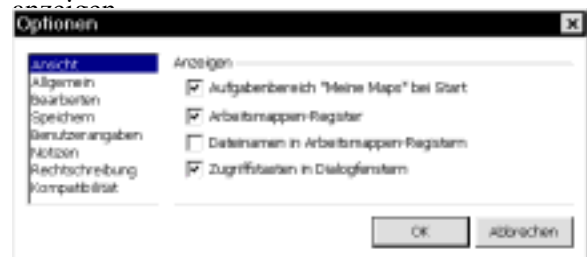 anzeigen
Optionen
Ansicht
Allgemein
Bearbeiten
Speichern
Benutzerangaben
Notizen
Rechtschreibung
Kompatibilität
Anzeigen
Aufgabenbereich "Meine Maps" bei Start
Arbeitsmappen-Register
Dateinamen in Arbeitsmappen-Registern
Zugriffstasten in Dialogfenstern
OK
Abbrechen